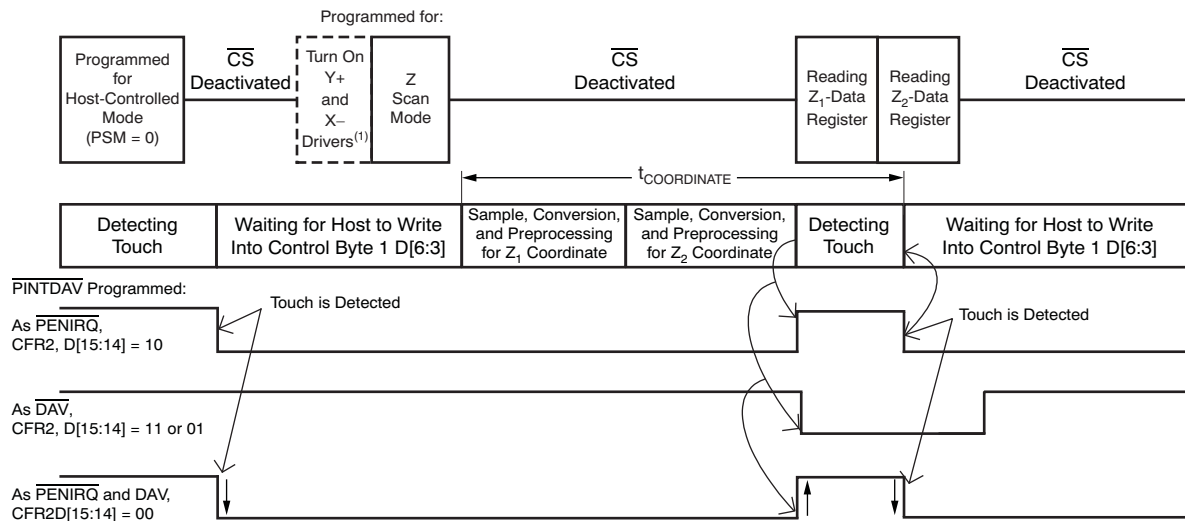 Programmed for:
Programmed
for
Host-Controlled
Mode
(PSM = 0)
CS
Deactivated
Turn On
Y+
and
X–
Drivers(1)
Z
Scan
Mode
CS
Deactivated
Reading
Z1-Data
Register
Reading
Z2-Data
Register
CS
Deactivated
tCOORDINATE
Detecting
Touch
Waiting for Host to Write
Into Control Byte 1 D[6:3]
Sample, Conversion,
and Preprocessing
for Z1 Coordinate
Sample, Conversion,
and Preprocessing
for Z2 Coordinate
Detecting
Touch
Waiting for Host to Write
Into Control Byte 1 D[6:3]
PINTDAV Programmed:
Touch is Detected
Touch is Detected
As PENIRQ,
CFR2, D[15:14] = 10
As DAV,
CFR2, D[15:14] = 11 or 01
As PENIRQ and DAV,
CFR2D[15:14] = 00